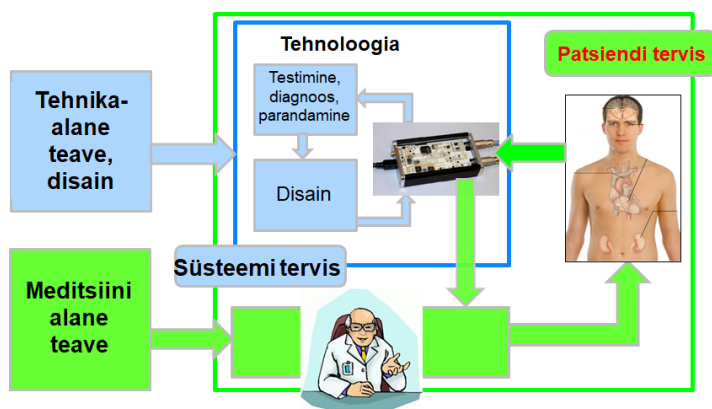 Tehnoloogia
Patsiendi tervis
Testimine,
diagnoos,
parandamine
Tehnika-
alane
teave,
disain
Disain
Süsteemi tervis
Meditsiini
alane
teave